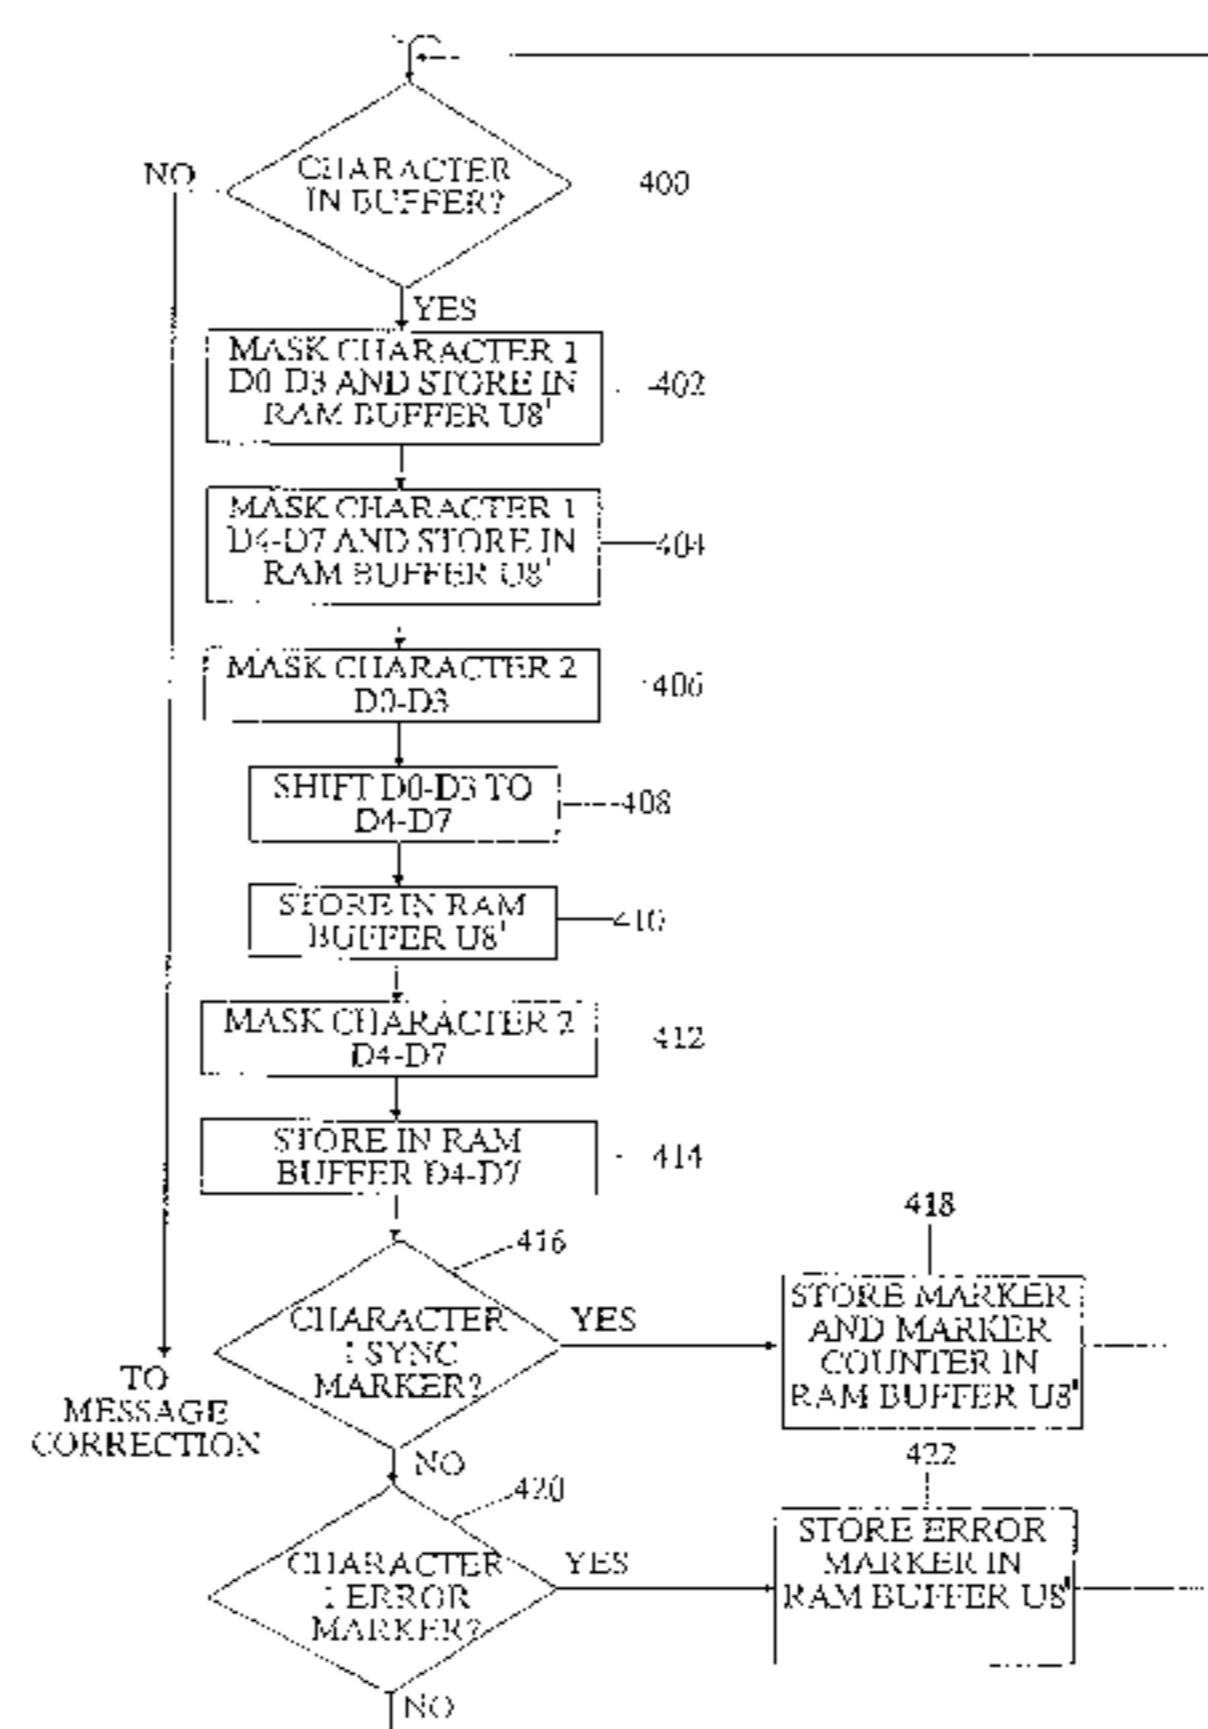 NO
CHARACTER
IN BUFFER?
400
YES
MASK CHARACTER 1
D0-D3 AND STORE IN
RAM BUFFER U8'
402
MASK CHARACTER 1
D4-D7 AND STORE IN
RAM BUFFER U8'
404
MASK CHARACTER 2
D0-D3
406
SHIFT D0-D3 TO
D4-D7
408
STORE IN RAM
BUFFER U8'
410
MASK CHARACTER 2
D4-D7
412
STORE IN RAM
BUFFER D4-D7
414
416
CHARACTER
1 SYNC
MARKER?
YES
418
STORE MARKER
AND MARKER
COUNTER IN
RAM BUFFER U8'
TO
MESSAGE
CORRECTION
NO
420
CHARACTER
1 ERROR
MARKER?
YES
422
STORE ERROR
MARKER IN
RAM BUFFER U8'
NO